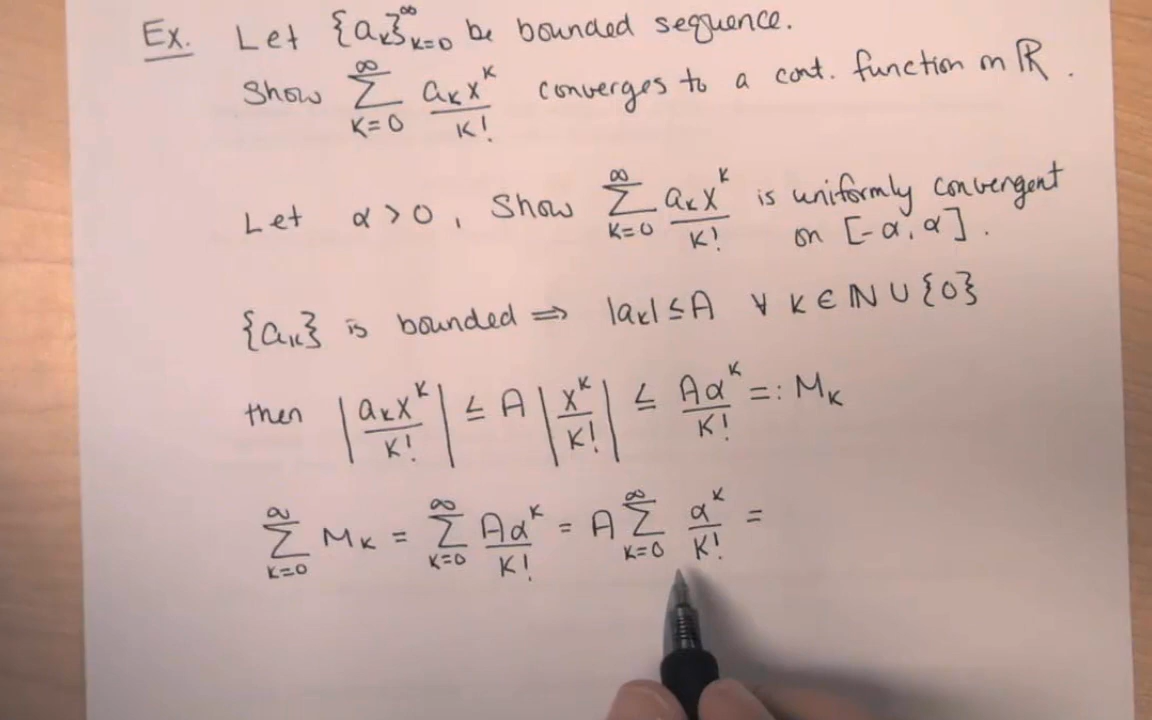 Ex. Let {a_k}_{k=0}^∞ be bounded sequence.
Show ∑_{k=0}^∞ a_k x^k / k! converges to a cont. function on ℝ.
Let α > 0, Show ∑_{k=0}^∞ a_k x^k / k! is uniformly convergent
on [-α, α].
{a_k} is bounded ⟹ |a_k| ≤ A ∀ k ∈ ℕ ∪ {0}
then |a_k x^k / k!| ≤ A |x^k / k!| ≤ Aα^k / k! =: M_k
∑_{k=0}^∞ M_k = ∑_{k=0}^∞ Aα^k / k! = A ∑_{k=0}^∞ α^k / k! =